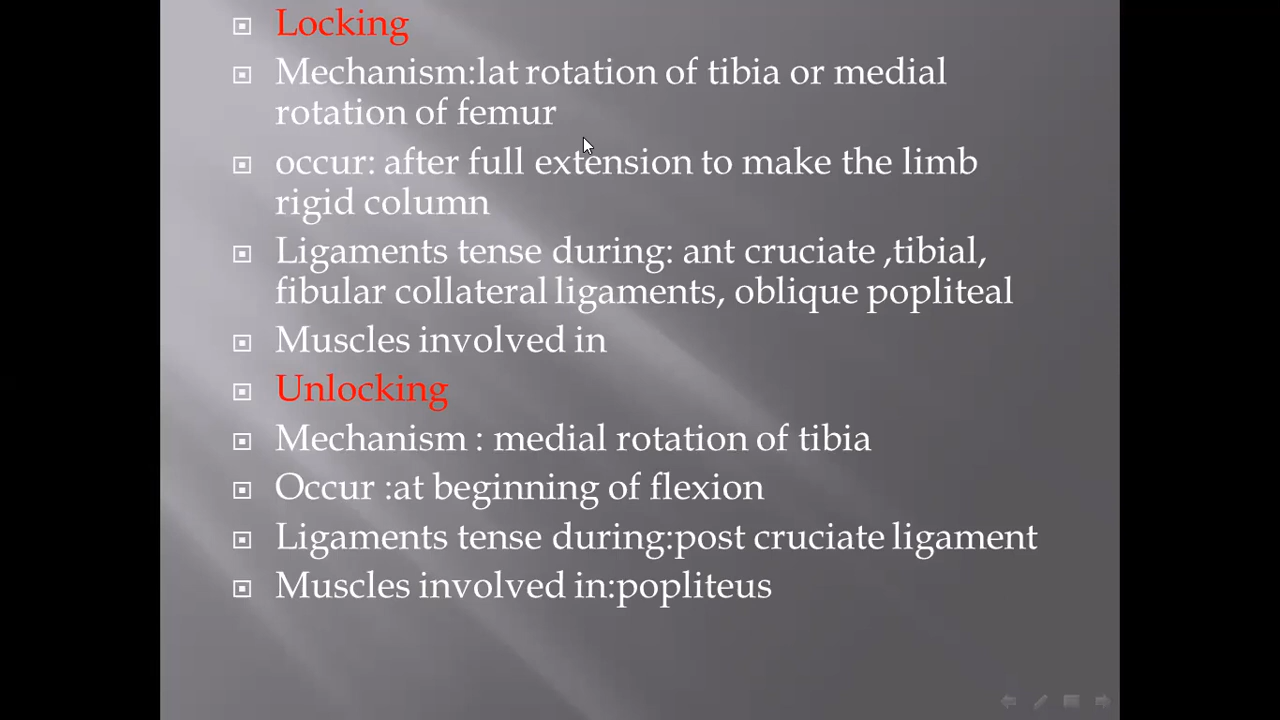 Locking
Mechanism:lat rotation of tibia or medial
rotation of femur
occur: after full extension to make the limb
rigid column
Ligaments tense during: ant cruciate ,tibial,
fibular collateral ligaments, oblique popliteal
Muscles involved in
Unlocking
Mechanism : medial rotation of tibia
Occur :at beginning of flexion
Ligaments tense during:post cruciate ligament
Muscles involved in:popliteus